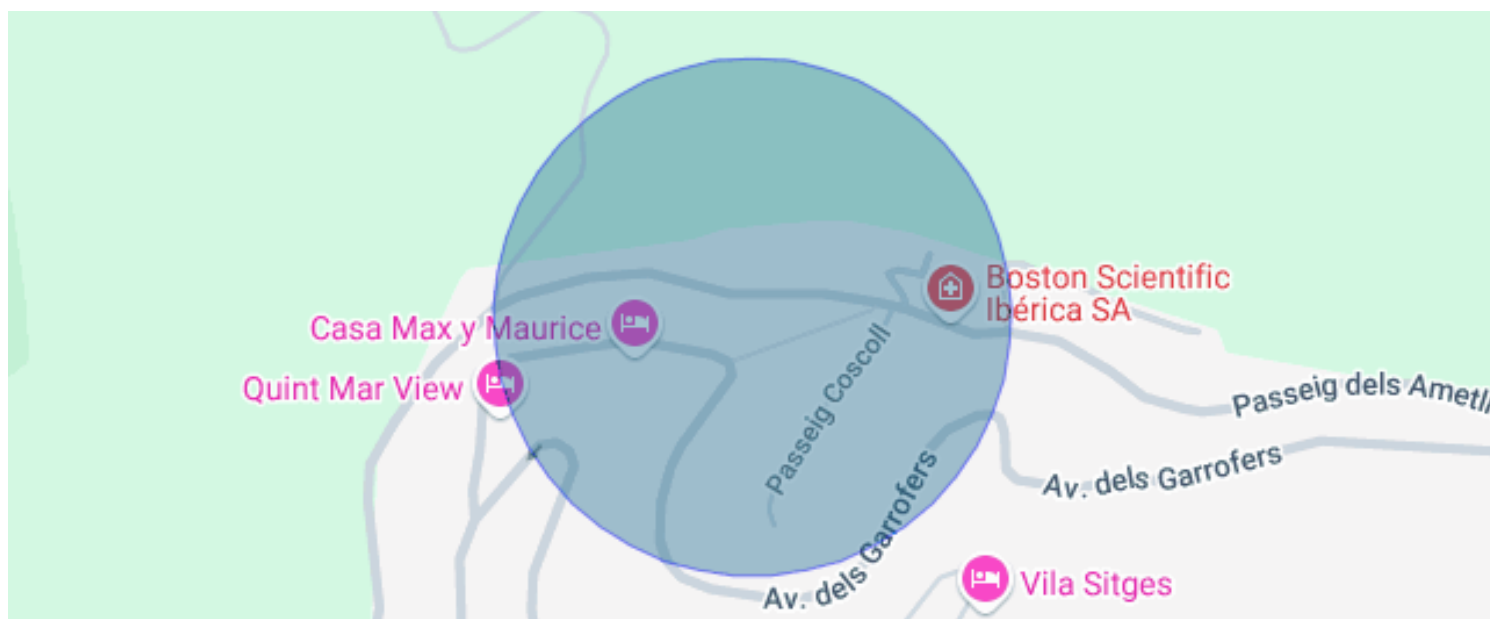 Boston Scientific
Ibérica SA
Casa Max y Maurice
Quint Mar View
Passeig Coscoll
Passeig dels Ametll
Av. dels Garrofers
Av. dels Garrofers
Vila Sitges